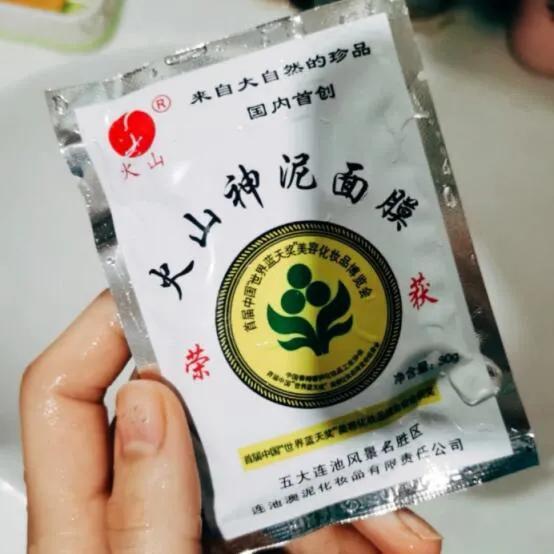 来自大自然的珍品
国内首创
®
火山
火山神泥面膜
首届中国"世界蓝天奖"美容化妆品博览会
荣获
净含量：30g
首届中国"世界蓝天奖"
五大连池风景名胜区
连池澳泥化妆品有限责任公司